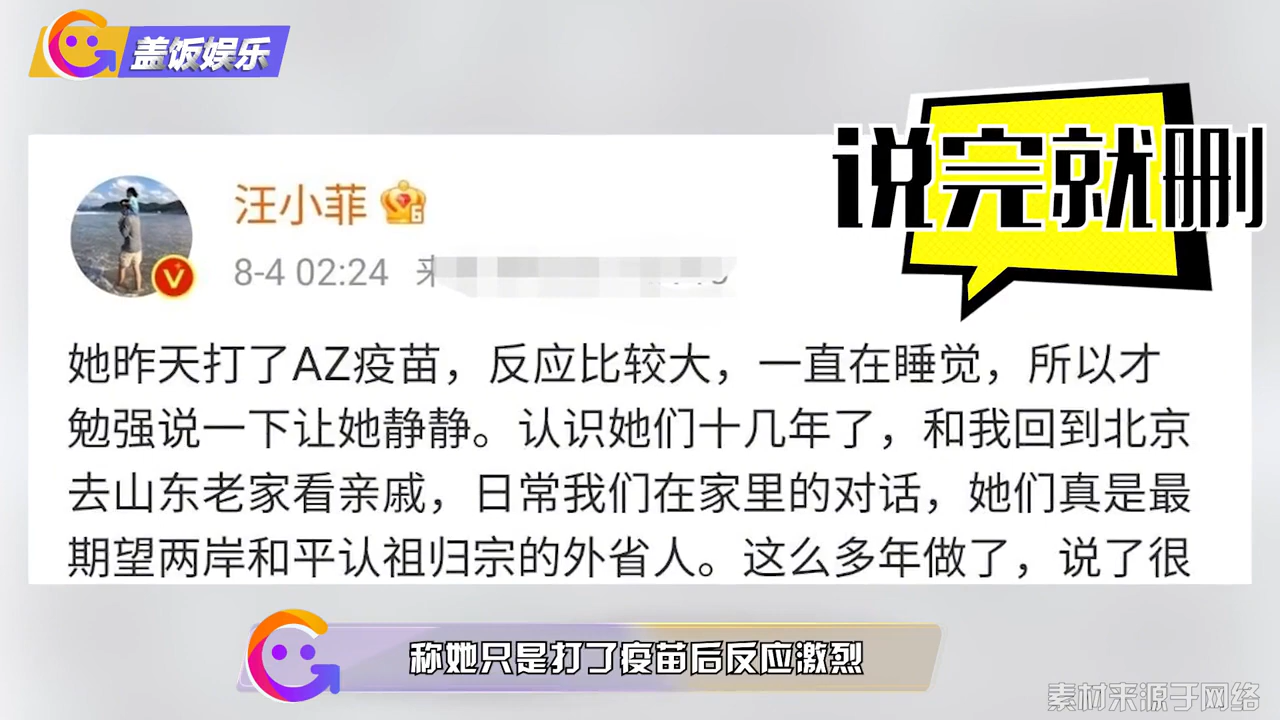 盖饭娱乐
说完就删
汪小菲
8-4 02:24 来
她昨天打了AZ疫苗，反应比较大，一直在睡觉，所以才
勉强说一下让她静静。认识她们十几年了，和我回到北京
去山东老家看亲戚，日常我们在家里的对话，她们真是最
期望两岸和平认祖归宗的外省人。这么多年做了，说了很
称她只是打了疫苗后反应激烈
素材来源于网络